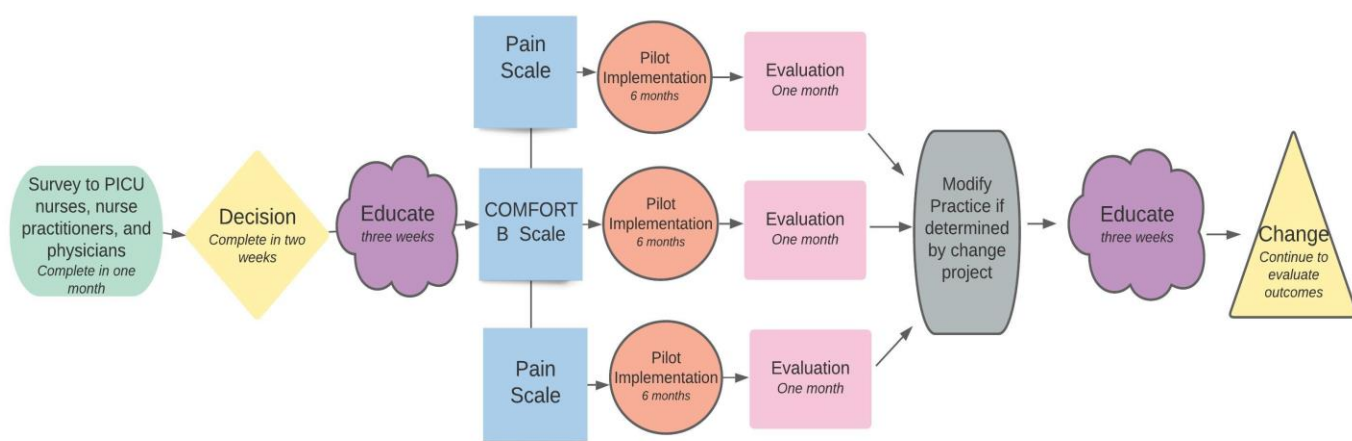 Survey to PICU
nurses, nurse
practitioners, and
physicians
Complete in one
month
Decision
Complete in two
weeks
Educate
three weeks
Pain
Scale
Pilot
Implementation
6 months
Evaluation
One month
COMFORT
B Scale
Pilot
Implementation
6 months
Evaluation
One month
Pain
Scale
Pilot
Implementation
6 months
Evaluation
One month
Modify
Practice if
determined
by change
project
Educate
three weeks
Change
Continue to
evaluate
outcomes